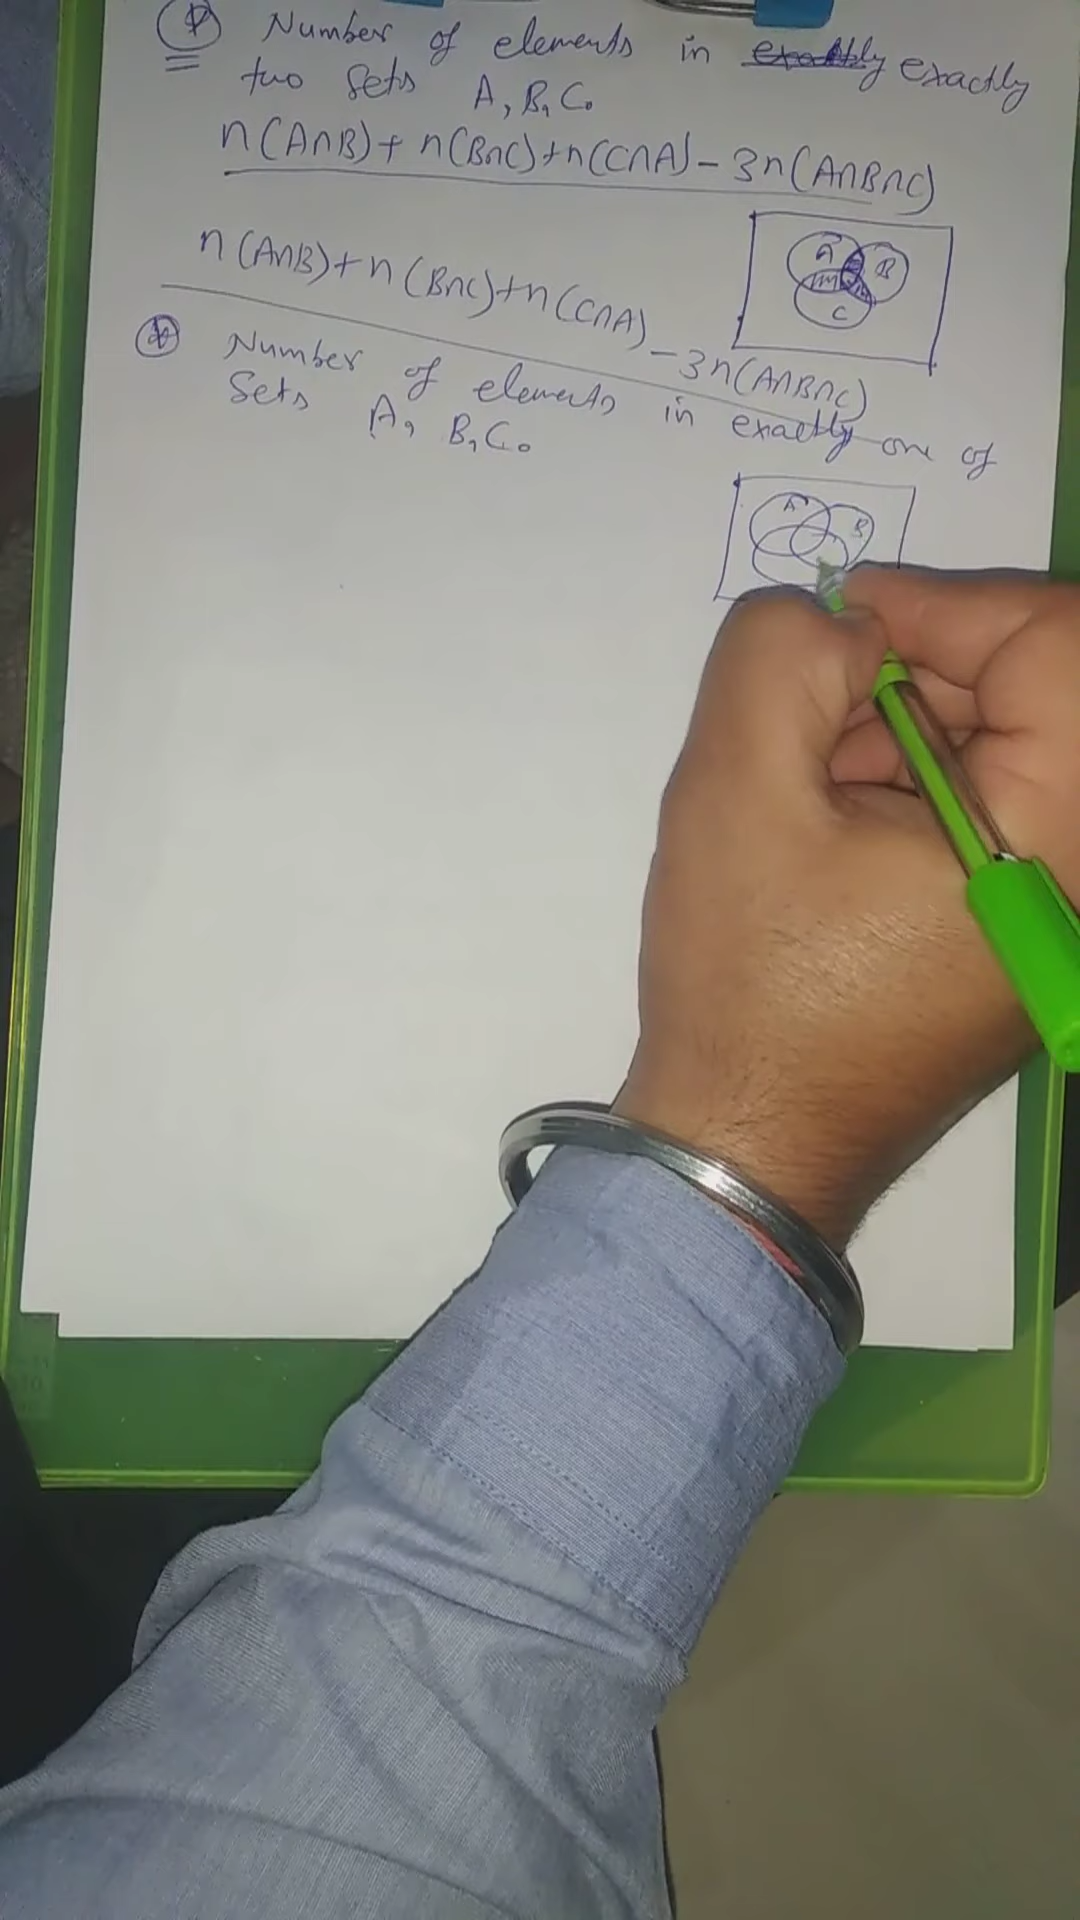 Number of elements in exactly exactly
two sets A, B, C.
n(A∩B)+ n(B∩C)+n(C∩A)-3n(A∩B∩C)
A B
C
n(A∩B)+n(B∩C)+n(C∩A)-3n(A∩B∩C)
Number of elements in exactly one of
Sets A, B, C.
A B